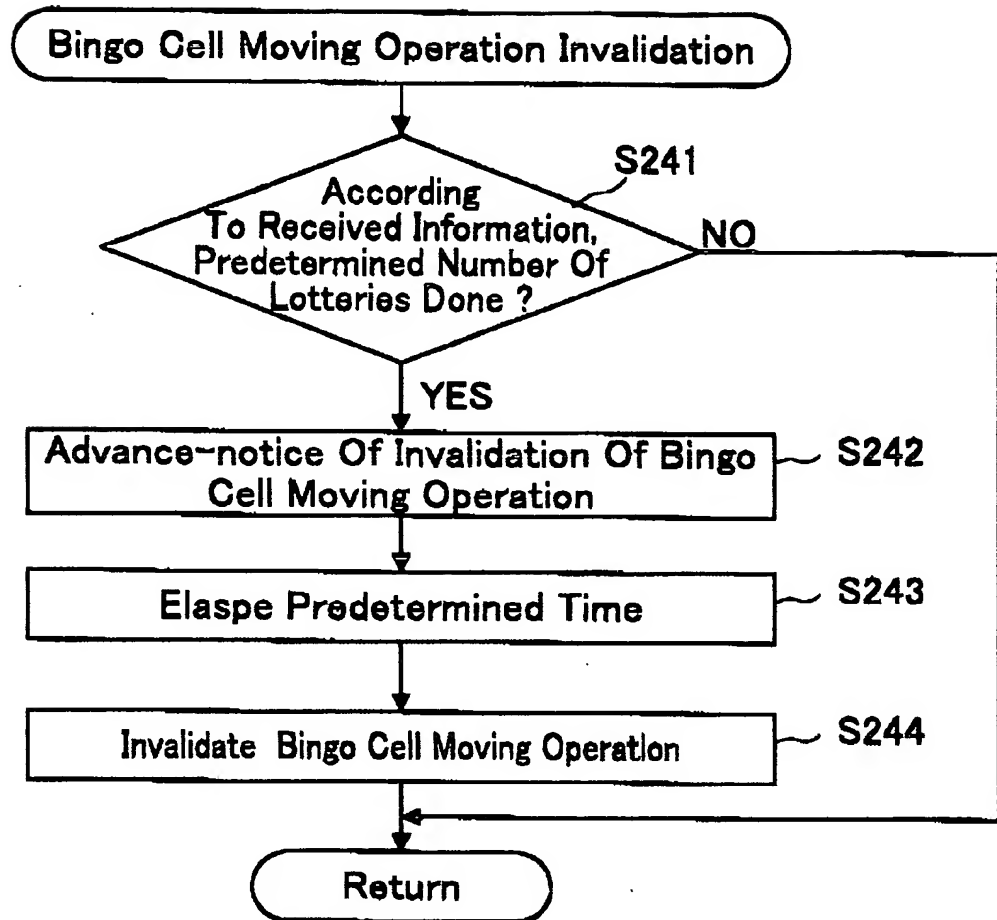 Bingo Cell Moving Operation Invalidation
S241
According
To Received Information,
Predetermined Number Of
Lotteries Done ?
NO
YES
Advance-notice Of Invalidation Of Bingo
Cell Moving Operation
S242
Elaspe Predetermined Time
S243
Invalidate Bingo Cell Moving Operation
S244
Return